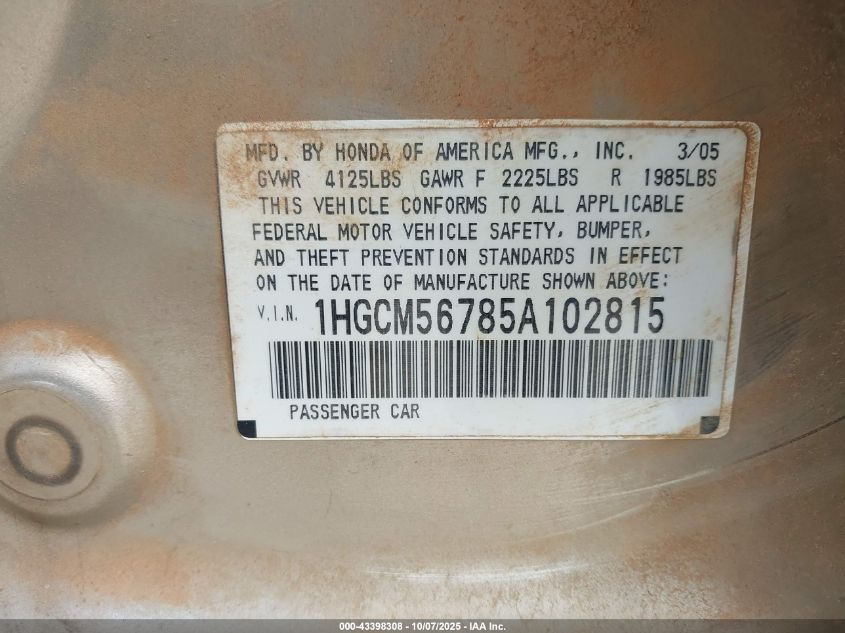 MFD. BY HONDA OF AMERICA MFG., INC. 3/05
GVWR 4125LBS GAWR F 2225LBS R 1985LBS
THIS VEHICLE CONFORMS TO ALL APPLICABLE
FEDERAL MOTOR VEHICLE SAFETY, BUMPER,
AND THEFT PREVENTION STANDARDS IN EFFECT
ON THE DATE OF MANUFACTURE SHOWN ABOVE:
V.I.N. 1HGCM56785A102815
PASSENGER CAR
000-43398308 - 10/07/2025 - IAA Inc.